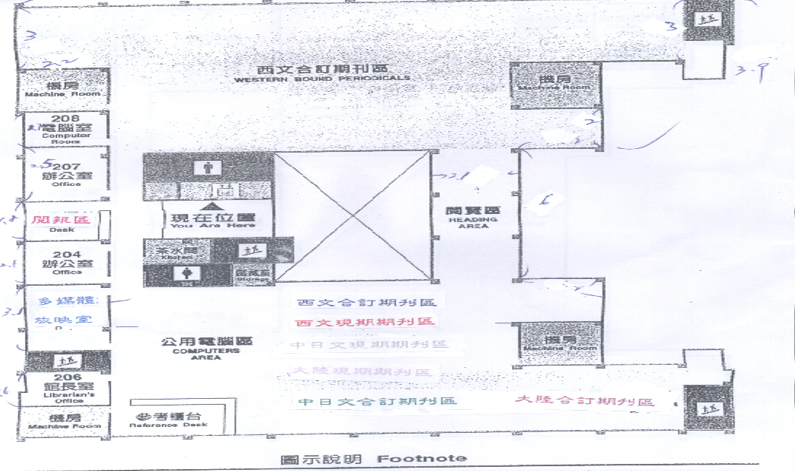 西文合訂期刊區
WESTERN BOUND PERIODICALS
機房
Machine Room
機房
Machine Room
208
電腦室
Computer
Room
207
辦公室
Office
閱報區
Desk
現在位置
You Are Here
閱覽區
READING
AREA
204
辦公室
Office
茶水間
Kitchen
多媒體
放映室
西文合訂期刊區
西文現期期刊區
中日文現期期刊區
大陸現期期刊區
中日文合訂期刊區
大陸合訂期刊區
公用電腦區
COMPUTERS
AREA
機房
Machine Room
206
館長室
Librarian's
Office
機房
Machine Room
參考櫃台
Reference Desk
圖示說明 Footnote
3
2.2
3
3.9
6